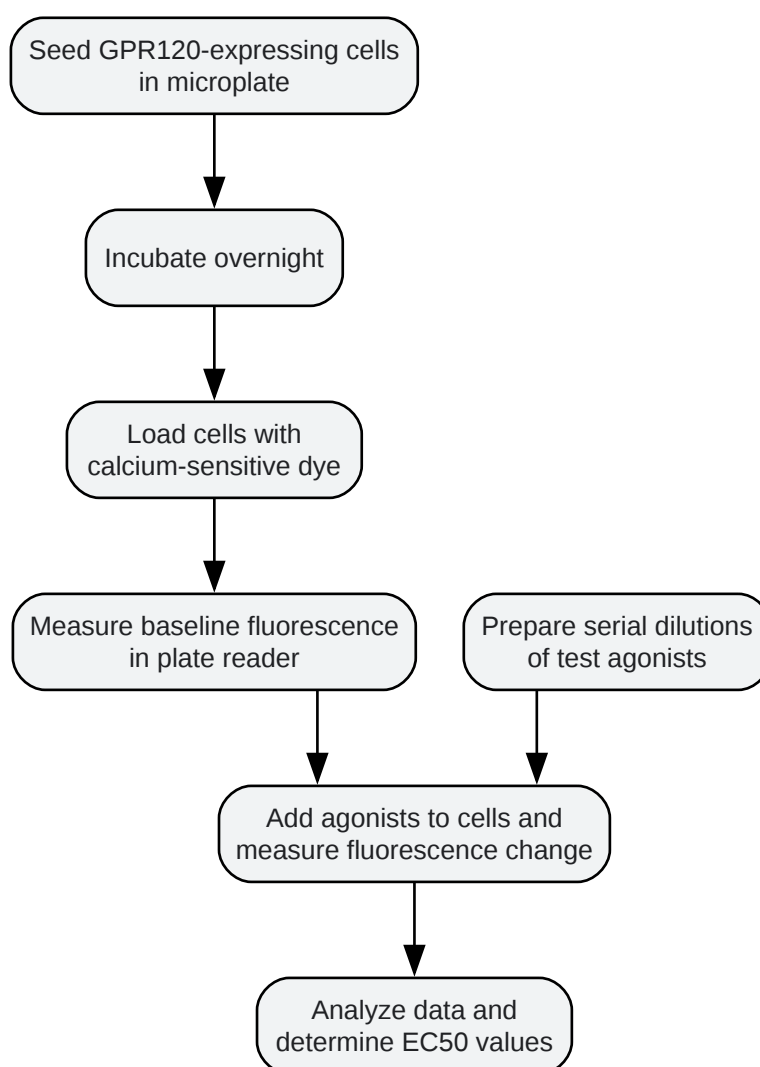 Seed GPR120-expressing cells
in microplate
Incubate overnight
Load cells with
calcium-sensitive dye
Measure baseline fluorescence
in plate reader
Prepare serial dilutions
of test agonists
Add agonists to cells and
measure fluorescence change
Analyze data and
determine EC50 values